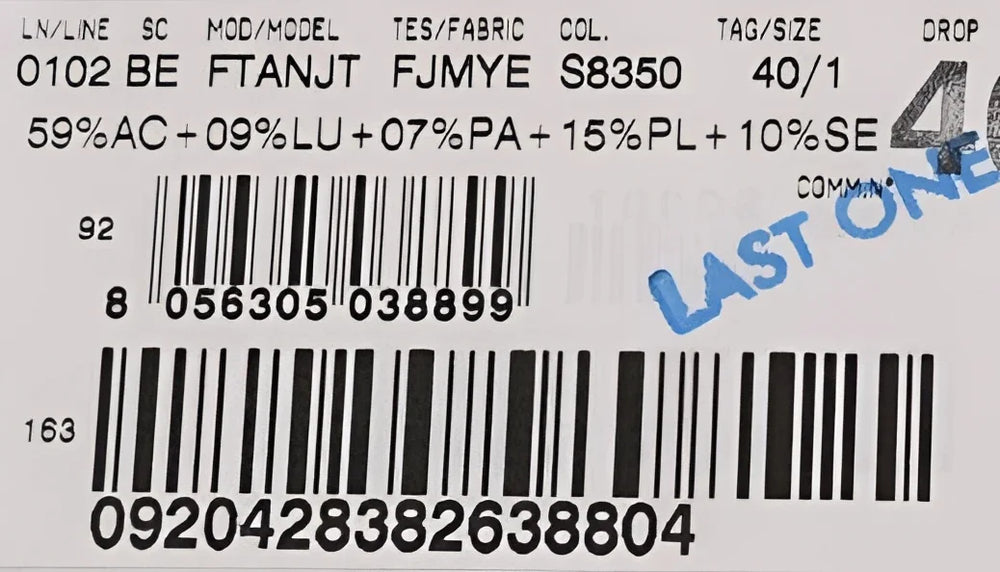 LN/LINE SC MOD/MODEL TES/FABRIC COL. TAG/SIZE DROP
0102 BE FTANJT FJMYE S8350 40/1
59%AC+09%LU+07%PA+15%PL+10%SE
COMM.N°
LAST ONE
92
8 056305 038899
163
0920428382638804